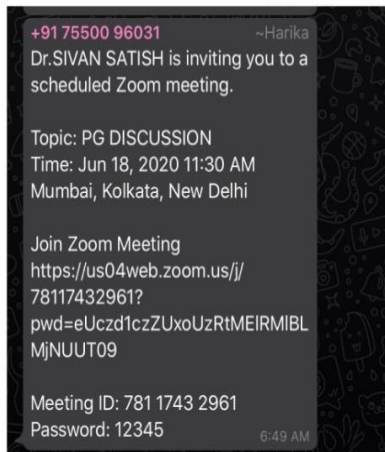 +91 75500 96031 ~Harika
Dr.SIVAN SATISH is inviting you to a
scheduled Zoom meeting.
Topic: PG DISCUSSION
Time: Jun 18, 2020 11:30 AM
Mumbai, Kolkata, New Delhi
Join Zoom Meeting
https://us04web.zoom.us/j/
78117432961?
pwd=eUczd1czZUxoUzRtMElRMlBL
MjNUUT09
Meeting ID: 781 1743 2961
Password: 12345
6:49 AM